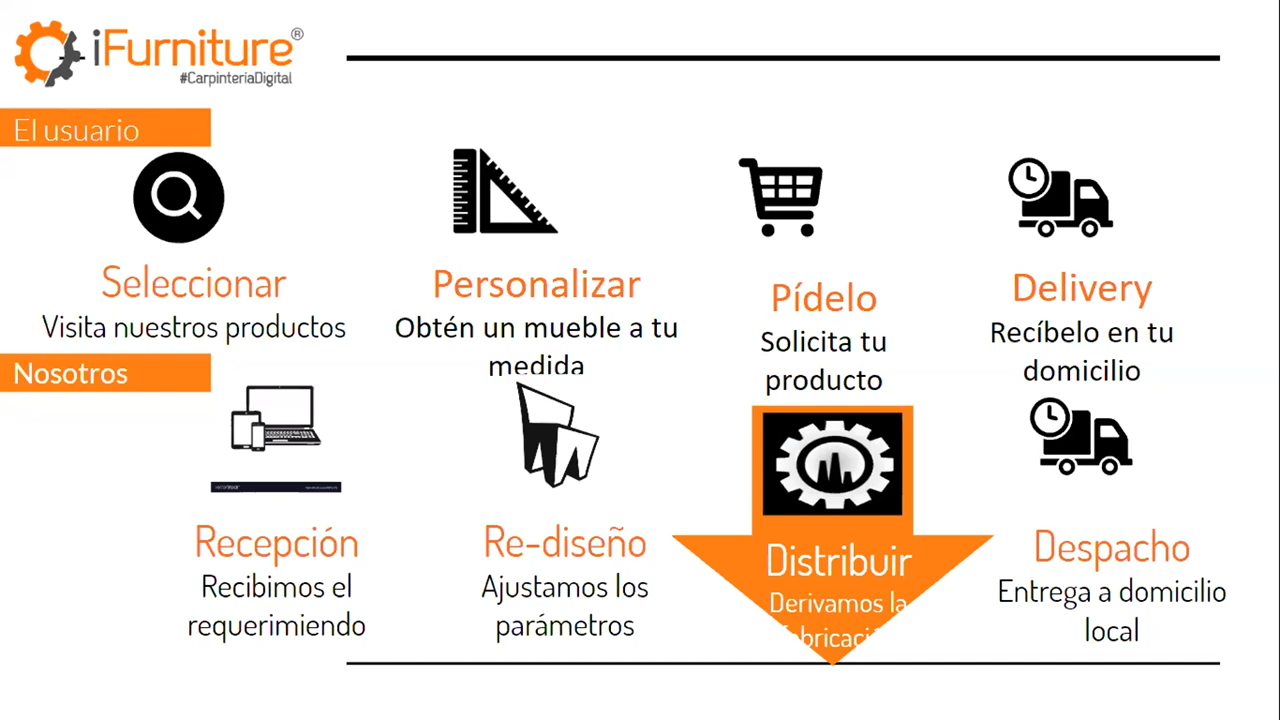 iFurniture®
#CarpinteriaDigital
El usuario
Seleccionar
Visita nuestros productos
Personalizar
Obtén un mueble a tu
medida
Pídelo
Solicita tu
producto
Delivery
Recíbelo en tu
domicilio
Nosotros
Recepción
Recibimos el
requerimiendo
Re-diseño
Ajustamos los
parámetros
Distribuir
Derivamos la
Despacho
Entrega a domicilio
local